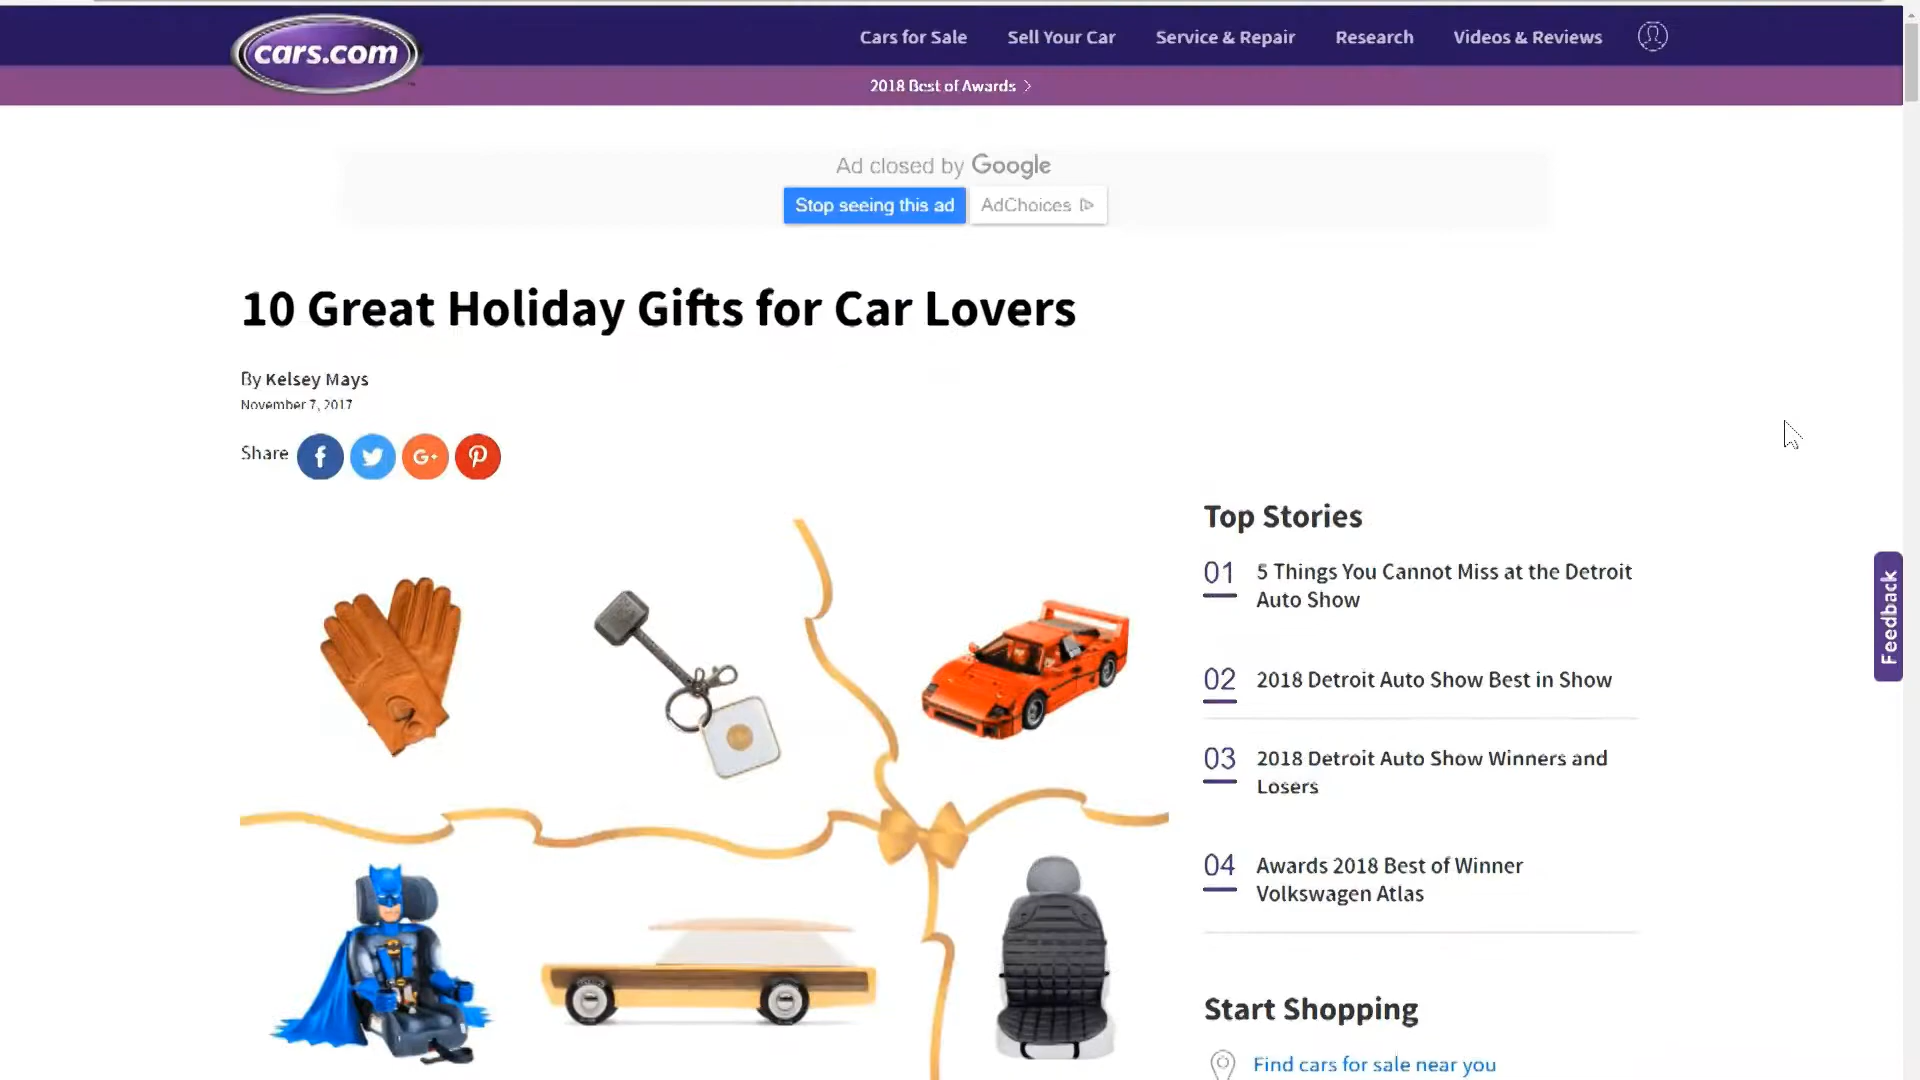 cars.com
Cars for Sale
Sell Your Car
Service & Repair
Research
Videos & Reviews
2018 Best of Awards >
Ad closed by Google
Stop seeing this ad
AdChoices
10 Great Holiday Gifts for Car Lovers
By Kelsey Mays
November 7, 2017
Share
Top Stories
01 5 Things You Cannot Miss at the Detroit
Auto Show
02 2018 Detroit Auto Show Best in Show
03 2018 Detroit Auto Show Winners and
Losers
04 Awards 2018 Best of Winner
Volkswagen Atlas
Feedback
Start Shopping
Find cars for sale near you